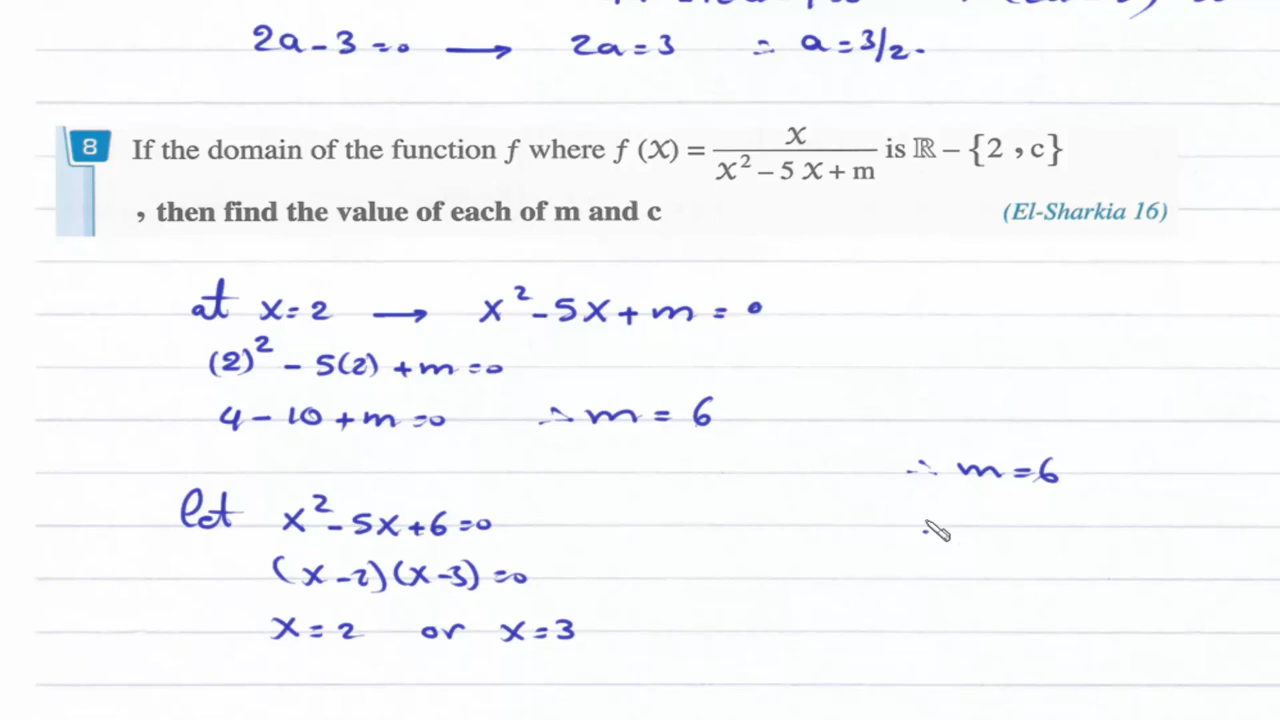 2a - 3 = 0 → 2a = 3 ∴ a = 3/2.
8 If the domain of the function f where f (X) = X / (X² – 5 X + m) is ℝ – {2 , c}
, then find the value of each of m and c (El-Sharkia 16)
at x = 2 → x² - 5x + m = 0
(2)² - 5(2) + m = 0
4 - 10 + m = 0 ∴ m = 6
∴ m = 6
let x² - 5x + 6 = 0
(x - 2)(x - 3) = 0
x = 2 or x = 3